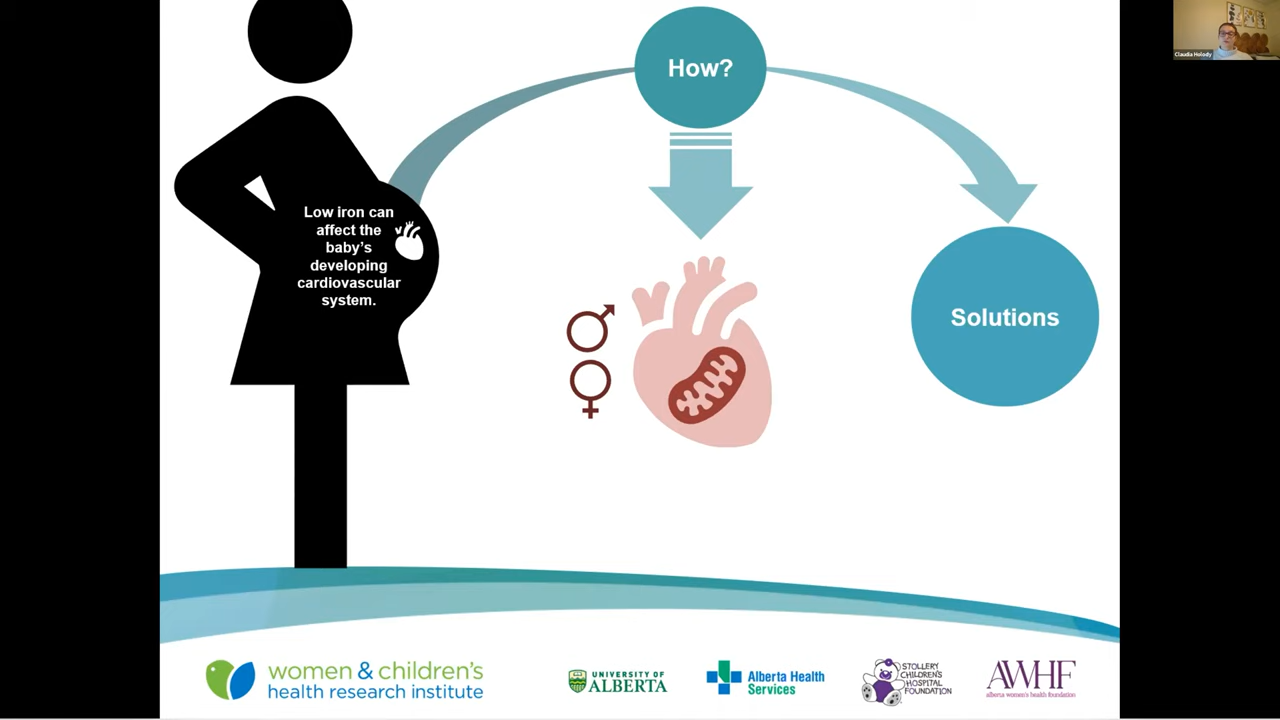 How?
Claudia Holody
Low iron can
affect the
baby's
developing
cardiovascular
system.
Solutions
women & children's
health research institute
UNIVERSITY OF
ALBERTA
Alberta Health
Services
STOLLERY
CHILDREN'S
HOSPITAL
FOUNDATION
AWHF
alberta women's health foundation